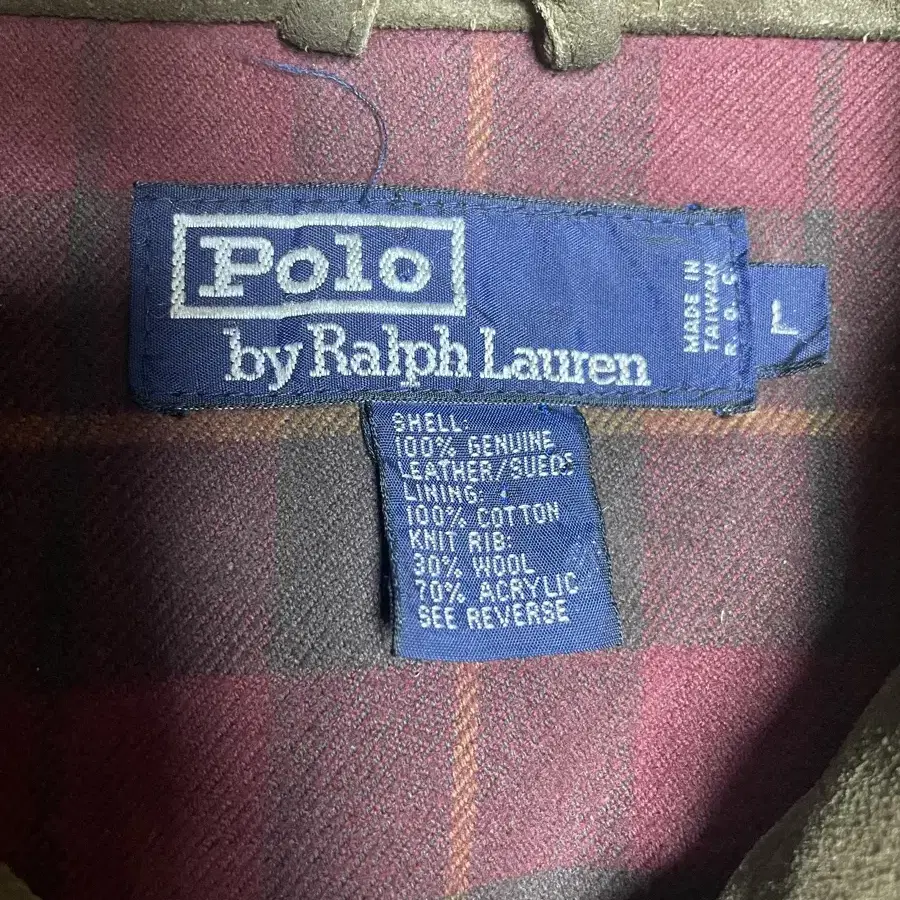 Polo
by Ralph Lauren
MADE IN
TAIWAN
R. O. C.
L
SHELL:
100% GENUINE
LEATHER/SUEDE
LINING:
100% COTTON
KNIT RIB:
30% WOOL
70% ACRYLIC
SEE REVERSE